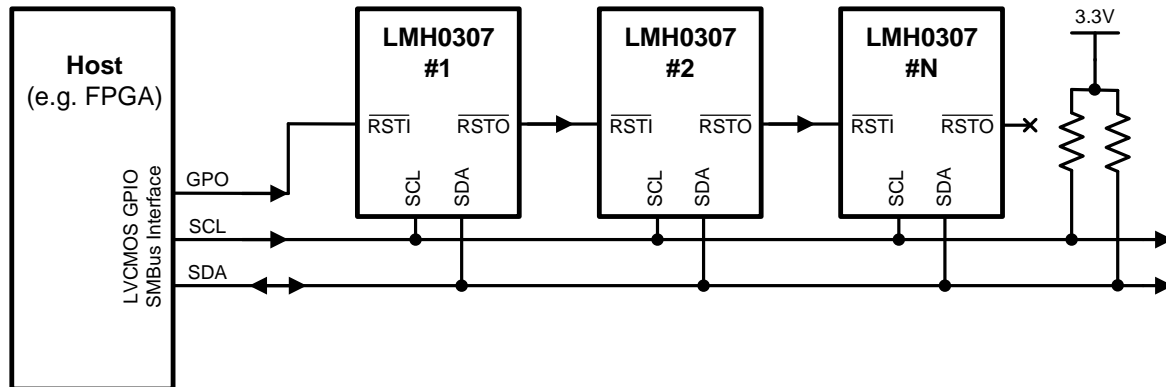 Host
(e.g. FPGA)
LVCMOS GPIO
SMBus Interface
GPO
SCL
SDA
LMH0307
#1
RSTI
RSTO
SCL
SDA
LMH0307
#2
RSTI
RSTO
SCL
SDA
LMH0307
#N
RSTI
RSTO
SCL
SDA
3.3V